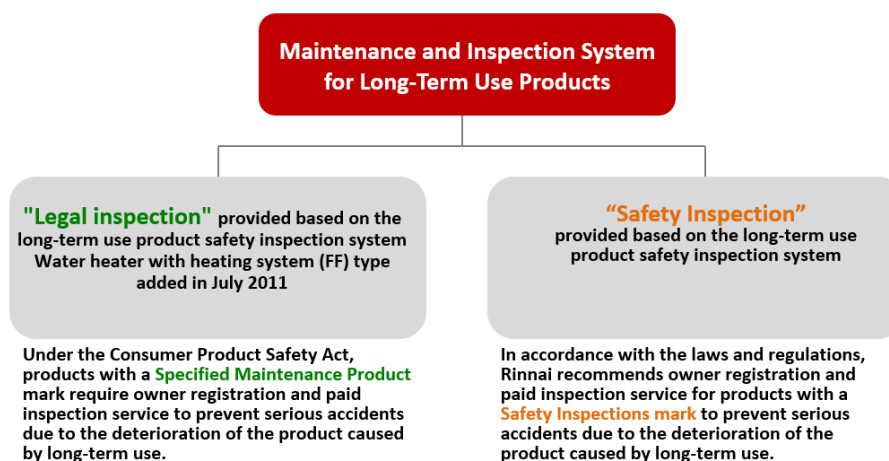 Maintenance and Inspection System
for Long-Term Use Products
"Legal inspection" provided based on the
long-term use product safety inspection system
Water heater with heating system (FF) type
added in July 2011
“Safety Inspection”
provided based on the long-term use
product safety inspection system
Under the Consumer Product Safety Act,
products with a Specified Maintenance Product
mark require owner registration and paid
inspection service to prevent serious accidents
due to the deterioration of the product caused
by long-term use.
In accordance with the laws and regulations,
Rinnai recommends owner registration and
paid inspection service for products with a
Safety Inspections mark to prevent serious
accidents due to the deterioration of the
product caused by long-term use.